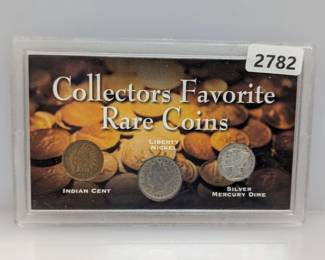 2782
Collectors Favorite
Rare Coins
LIBERTY
NICKEL
INDIAN CENT
SILVER
MERCURY DIME